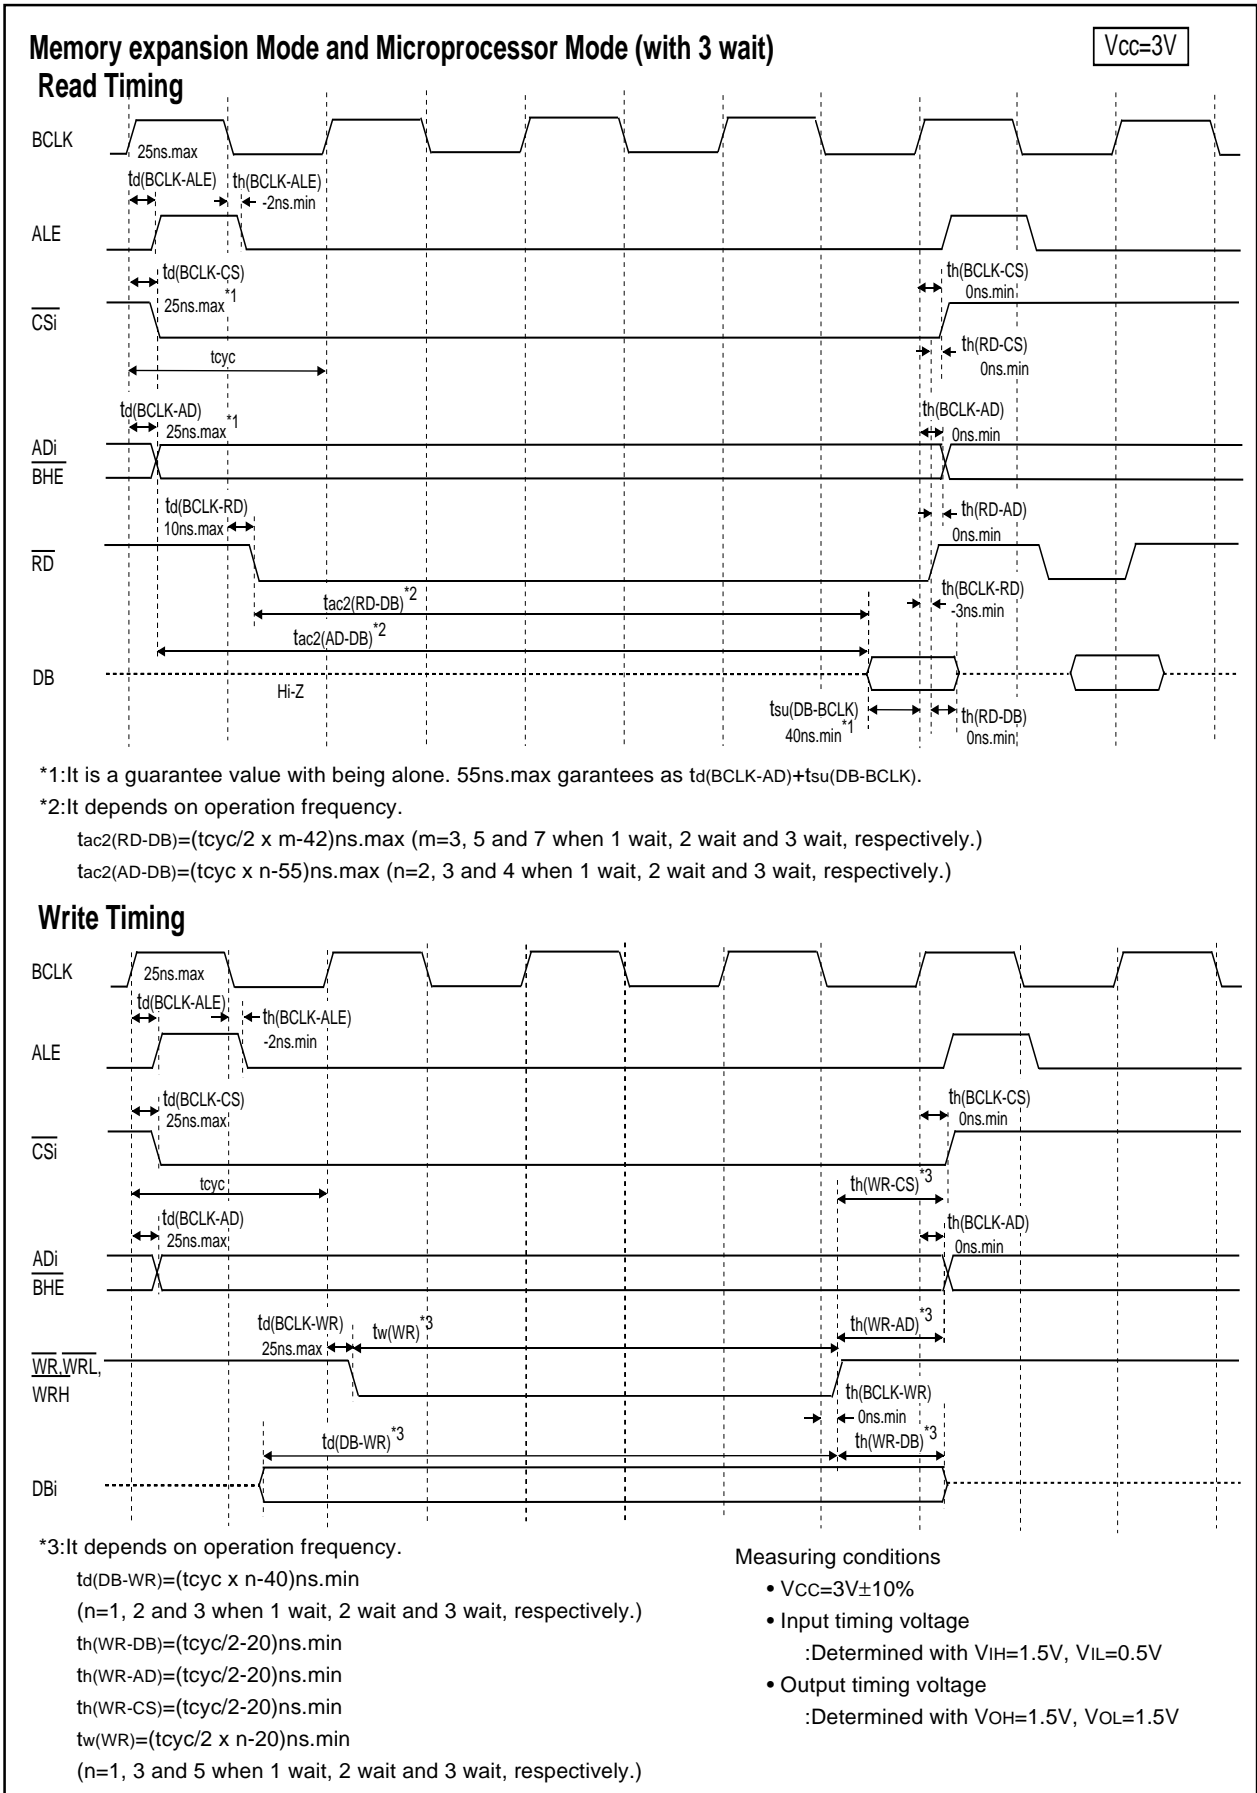 Memory expansion Mode and Microprocessor Mode (with 3 wait)
Vcc=3V
Read Timing
BCLK
25ns.max
td(BCLK-ALE)
th(BCLK-ALE)
-2ns.min
ALE
td(BCLK-CS)
25ns.max*1
th(BCLK-CS)
0ns.min
CSi
th(RD-CS)
0ns.min
tcyc
td(BCLK-AD)
25ns.max*1
th(BCLK-AD)
0ns.min
ADi
BHE
td(BCLK-RD)
10ns.max
th(RD-AD)
0ns.min
RD
th(BCLK-RD)
-3ns.min
tac2(RD-DB)*2
tac2(AD-DB)*2
DB
Hi-Z
tsu(DB-BCLK)
40ns.min*1
th(RD-DB)
0ns.min
*1:It is a guarantee value with being alone. 55ns.max garantees as td(BCLK-AD)+tsu(DB-BCLK).
*2:It depends on operation frequency.
tac2(RD-DB)=(tcyc/2 x m-42)ns.max (m=3, 5 and 7 when 1 wait, 2 wait and 3 wait, respectively.)
tac2(AD-DB)=(tcyc x n-55)ns.max (n=2, 3 and 4 when 1 wait, 2 wait and 3 wait, respectively.)
Write Timing
BCLK
25ns.max
td(BCLK-ALE)
th(BCLK-ALE)
-2ns.min
ALE
td(BCLK-CS)
25ns.max
th(BCLK-CS)
0ns.min
CSi
tcyc
th(WR-CS)*3
td(BCLK-AD)
25ns.max
th(BCLK-AD)
0ns.min
ADi
BHE
td(BCLK-WR)
25ns.max
tw(WR)*3
th(WR-AD)*3
WR,WRL,
WRH
th(BCLK-WR)
0ns.min
td(DB-WR)*3
th(WR-DB)*3
DBi
*3:It depends on operation frequency.
td(DB-WR)=(tcyc x n-40)ns.min
(n=1, 2 and 3 when 1 wait, 2 wait and 3 wait, respectively.)
th(WR-DB)=(tcyc/2-20)ns.min
th(WR-AD)=(tcyc/2-20)ns.min
th(WR-CS)=(tcyc/2-20)ns.min
tw(WR)=(tcyc/2 x n-20)ns.min
(n=1, 3 and 5 when 1 wait, 2 wait and 3 wait, respectively.)
Measuring conditions
• VCC=3V±10%
• Input timing voltage
:Determined with VIH=1.5V, VIL=0.5V
• Output timing voltage
:Determined with VOH=1.5V, VOL=1.5V